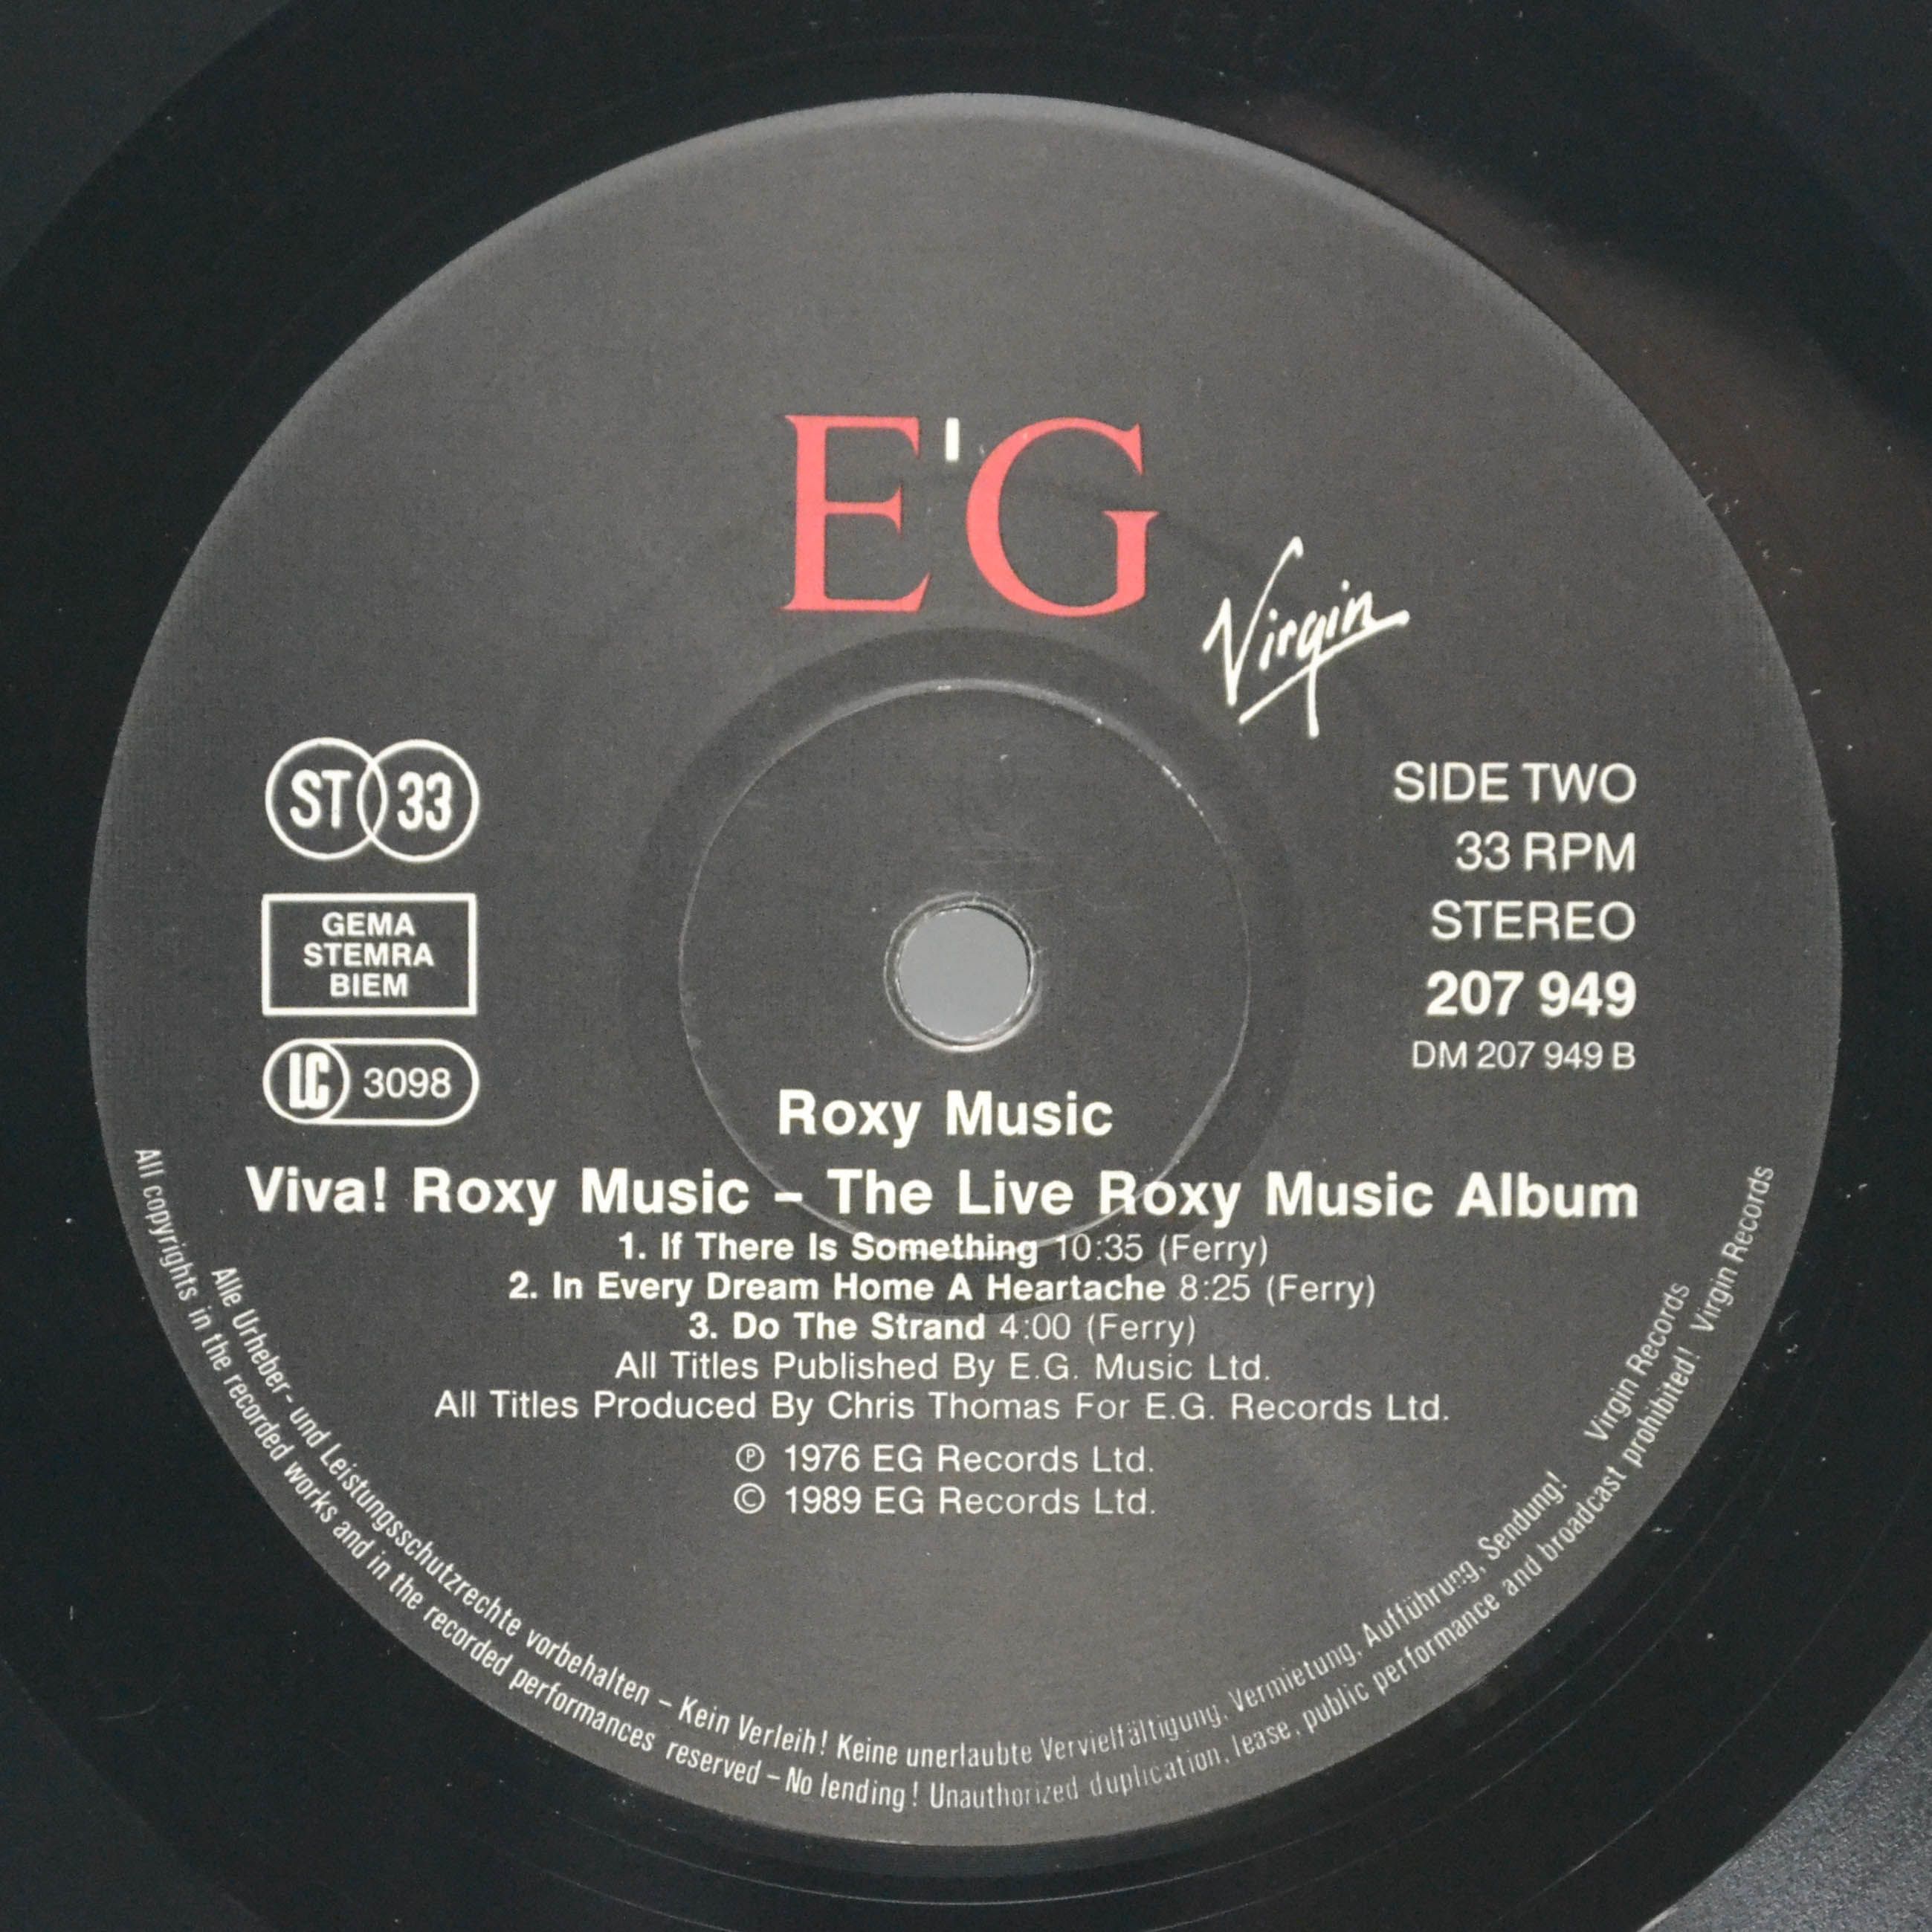 E'G
Virgin
ST 33
GEMA
STEMRA
BIEM
LC 3098
SIDE TWO
33 RPM
STEREO
207 949
DM 207 949 B
Roxy Music
Viva! Roxy Music – The Live Roxy Music Album
1. If There Is Something 10:35 (Ferry)
2. In Every Dream Home A Heartache 8:25 (Ferry)
3. Do The Strand 4:00 (Ferry)
All Titles Published By E.G. Music Ltd.
All Titles Produced By Chris Thomas For E.G. Records Ltd.
℗ 1976 EG Records Ltd.
© 1989 EG Records Ltd.
Alle Urheber- und Leistungsschutzrechte vorbehalten – Kein Verleih! Keine unerlaubte Vervielfältigung, Vermietung, Aufführung, Sendung! Virgin Records
All copyrights in the recorded works and in the recorded performances reserved – No lending! Unauthorized duplication, lease, public performance and broadcast prohibited! Virgin Records